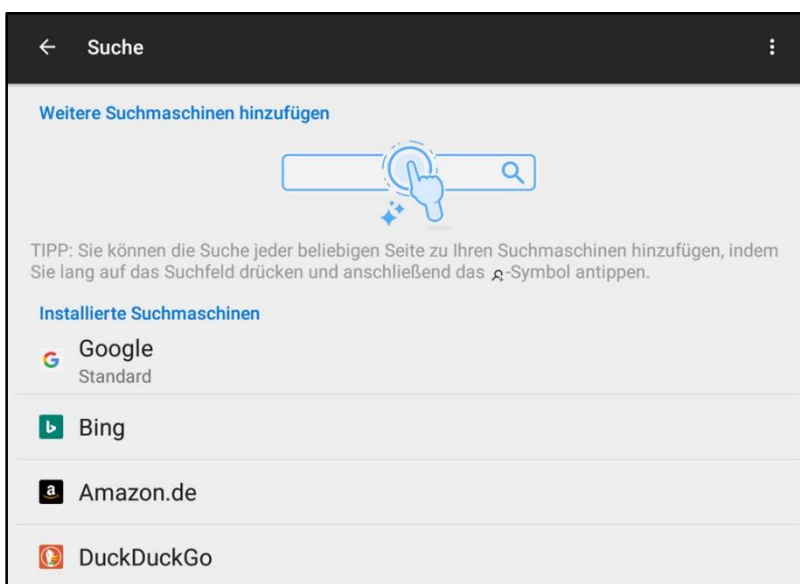 Suche
Weitere Suchmaschinen hinzufügen
TIPP: Sie können die Suche jeder beliebigen Seite zu Ihren Suchmaschinen hinzufügen, indem
Sie lang auf das Suchfeld drücken und anschließend das -Symbol antippen.
Installierte Suchmaschinen
Google
Standard
Bing
Amazon.de
DuckDuckGo